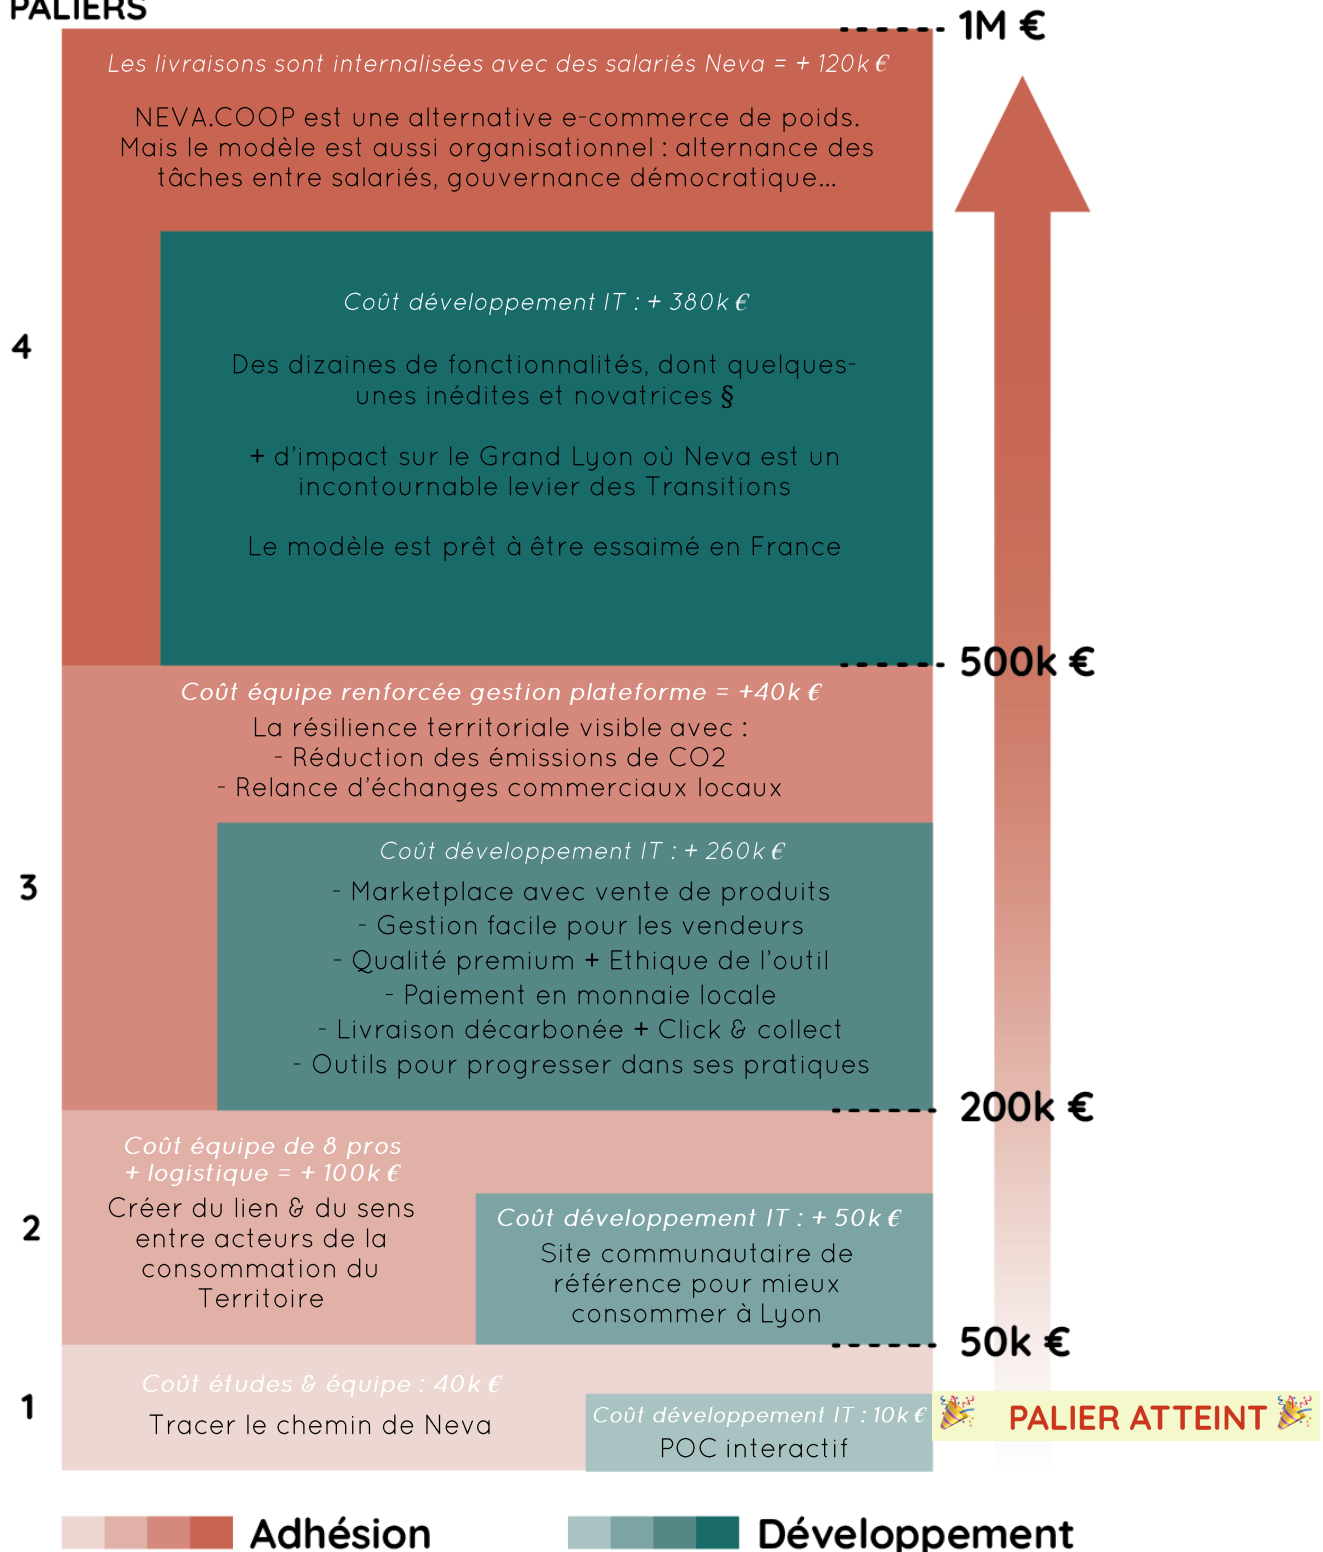 PALIERS
1M €
Les livraisons sont internalisées avec des salariés Neva = + 120k €
NEVA.COOP est une alternative e-commerce de poids.
Mais le modèle est aussi organisationnel : alternance des
tâches entre salariés, gouvernance démocratique...
4
Coût développement IT : + 380k €
Des dizaines de fonctionnalités, dont quelques-
unes inédites et novatrices §
+ d'impact sur le Grand Lyon où Neva est un
incontournable levier des Transitions
Le modèle est prêt à être essaimé en France
500k €
Coût équipe renforcée gestion plateforme = +40k €
La résilience territoriale visible avec :
- Réduction des émissions de CO2
- Relance d'échanges commerciaux locaux
3
Coût développement IT : + 260k €
- Marketplace avec vente de produits
- Gestion facile pour les vendeurs
- Qualité premium + Ethique de l'outil
- Paiement en monnaie locale
- Livraison décarbonée + Click & collect
- Outils pour progresser dans ses pratiques
200k €
2
Coût équipe de 8 pros
+ logistique = + 100k €
Créer du lien & du sens
entre acteurs de la
consommation du
Territoire
Coût développement IT : + 50k €
Site communautaire de
référence pour mieux
consommer à Lyon
50k €
1
Coût études & équipe : 40k €
Tracer le chemin de Neva
Coût développement IT : 10k €
POC interactif
PALIER ATTEINT
Adhésion
Développement